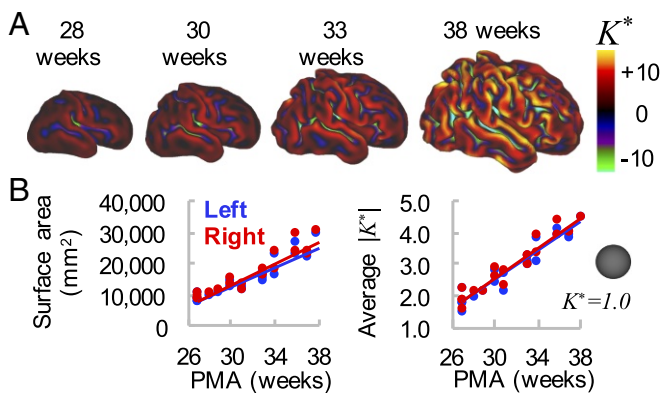 A
28 weeks
30 weeks
33 weeks
38 weeks
K*
+10
0
-10
B
Surface area (mm²)
40,000
30,000
20,000
10,000
0
Left
Right
26 30 34 38
PMA (weeks)
Average |K*|
5.0
4.0
3.0
2.0
1.0
26 30 34 38
PMA (weeks)
K*=1.0